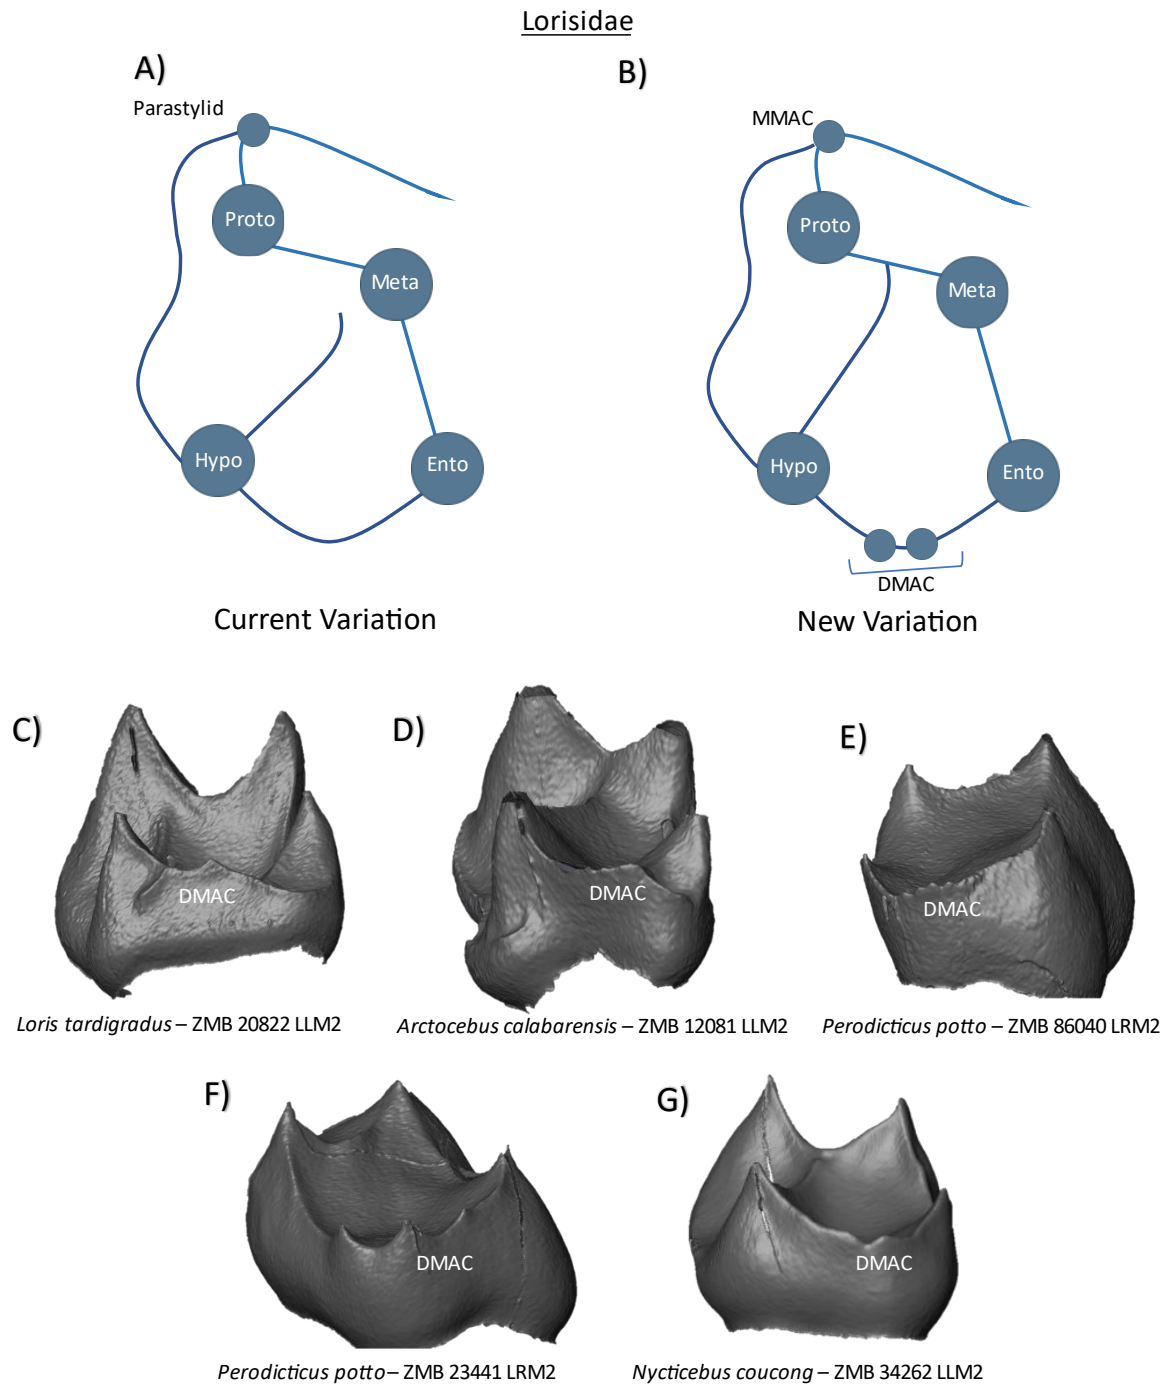 Lorisidae
A)
B)
Parastylid
MMAC
Proto
Proto
Meta
Meta
Hypo
Ento
Hypo
Ento
DMAC
Current Variation
New Variation
C)
D)
E)
DMAC
DMAC
DMAC
Loris tardigradus – ZMB 20822 LLM2
Arctocebus calabarensis – ZMB 12081 LLM2
Perodicticus potto – ZMB 86040 LRM2
F)
G)
DMAC
DMAC
Perodicticus potto– ZMB 23441 LRM2
Nycticebus coucong – ZMB 34262 LLM2